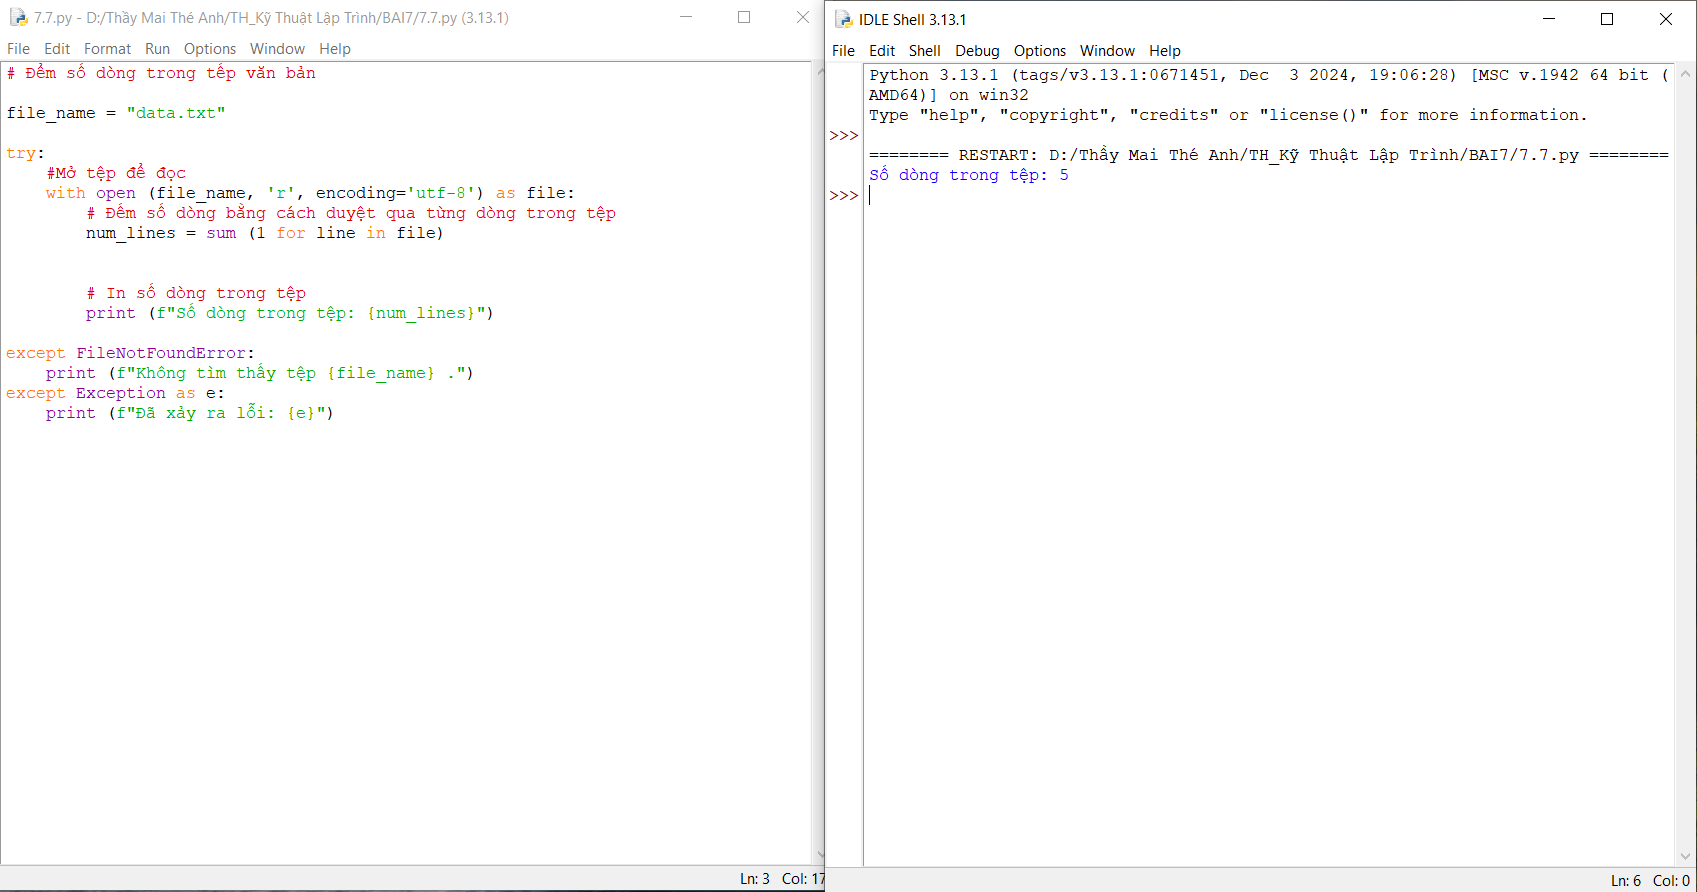 7.7.py - D:/Thầy Mai Thé Anh/TH_Kỹ Thuật Lập Trình/BAI7/7.7.py (3.13.1)
File Edit Format Run Options Window Help
# Đểm số dòng trong tếp văn bản
file_name = "data.txt"
try:
#Mở tệp để đọc
with open (file_name, 'r', encoding='utf-8') as file:
# Đếm số dòng bằng cách duyệt qua từng dòng trong tệp
num_lines = sum (1 for line in file)
# In số dòng trong tệp
print (f"Số dòng trong tệp: {num_lines}")
except FileNotFoundError:
print (f"Không tìm thấy tệp {file_name} .")
except Exception as e:
print (f"Đã xảy ra lỗi: {e}")
Ln: 3 Col: 17
IDLE Shell 3.13.1
File Edit Shell Debug Options Window Help
Python 3.13.1 (tags/v3.13.1:0671451, Dec  3 2024, 19:06:28) [MSC v.1942 64 bit (
AMD64)] on win32
Type "help", "copyright", "credits" or "license()" for more information.
>>>
======== RESTART: D:/Thầy Mai Thé Anh/TH_Kỹ Thuật Lập Trình/BAI7/7.7.py ========
Số dòng trong tệp: 5
>>>
Ln: 6 Col: 0